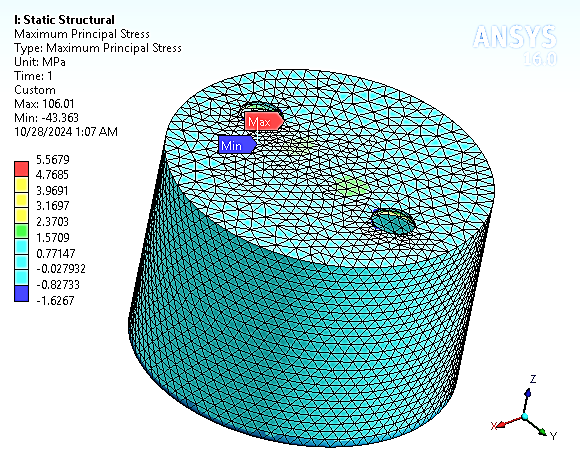 I: Static Structural
Maximum Principal Stress
Type: Maximum Principal Stress
Unit: MPa
Time: 1
Custom
Max: 106.01
Min: -43.363
10/28/2024 1:07 AM
ANSYS
16.0
5.5679
4.7685
3.9691
3.1697
2.3703
1.5709
0.77147
-0.027932
-0.82733
-1.6267
Max
Min
Z
X
Y